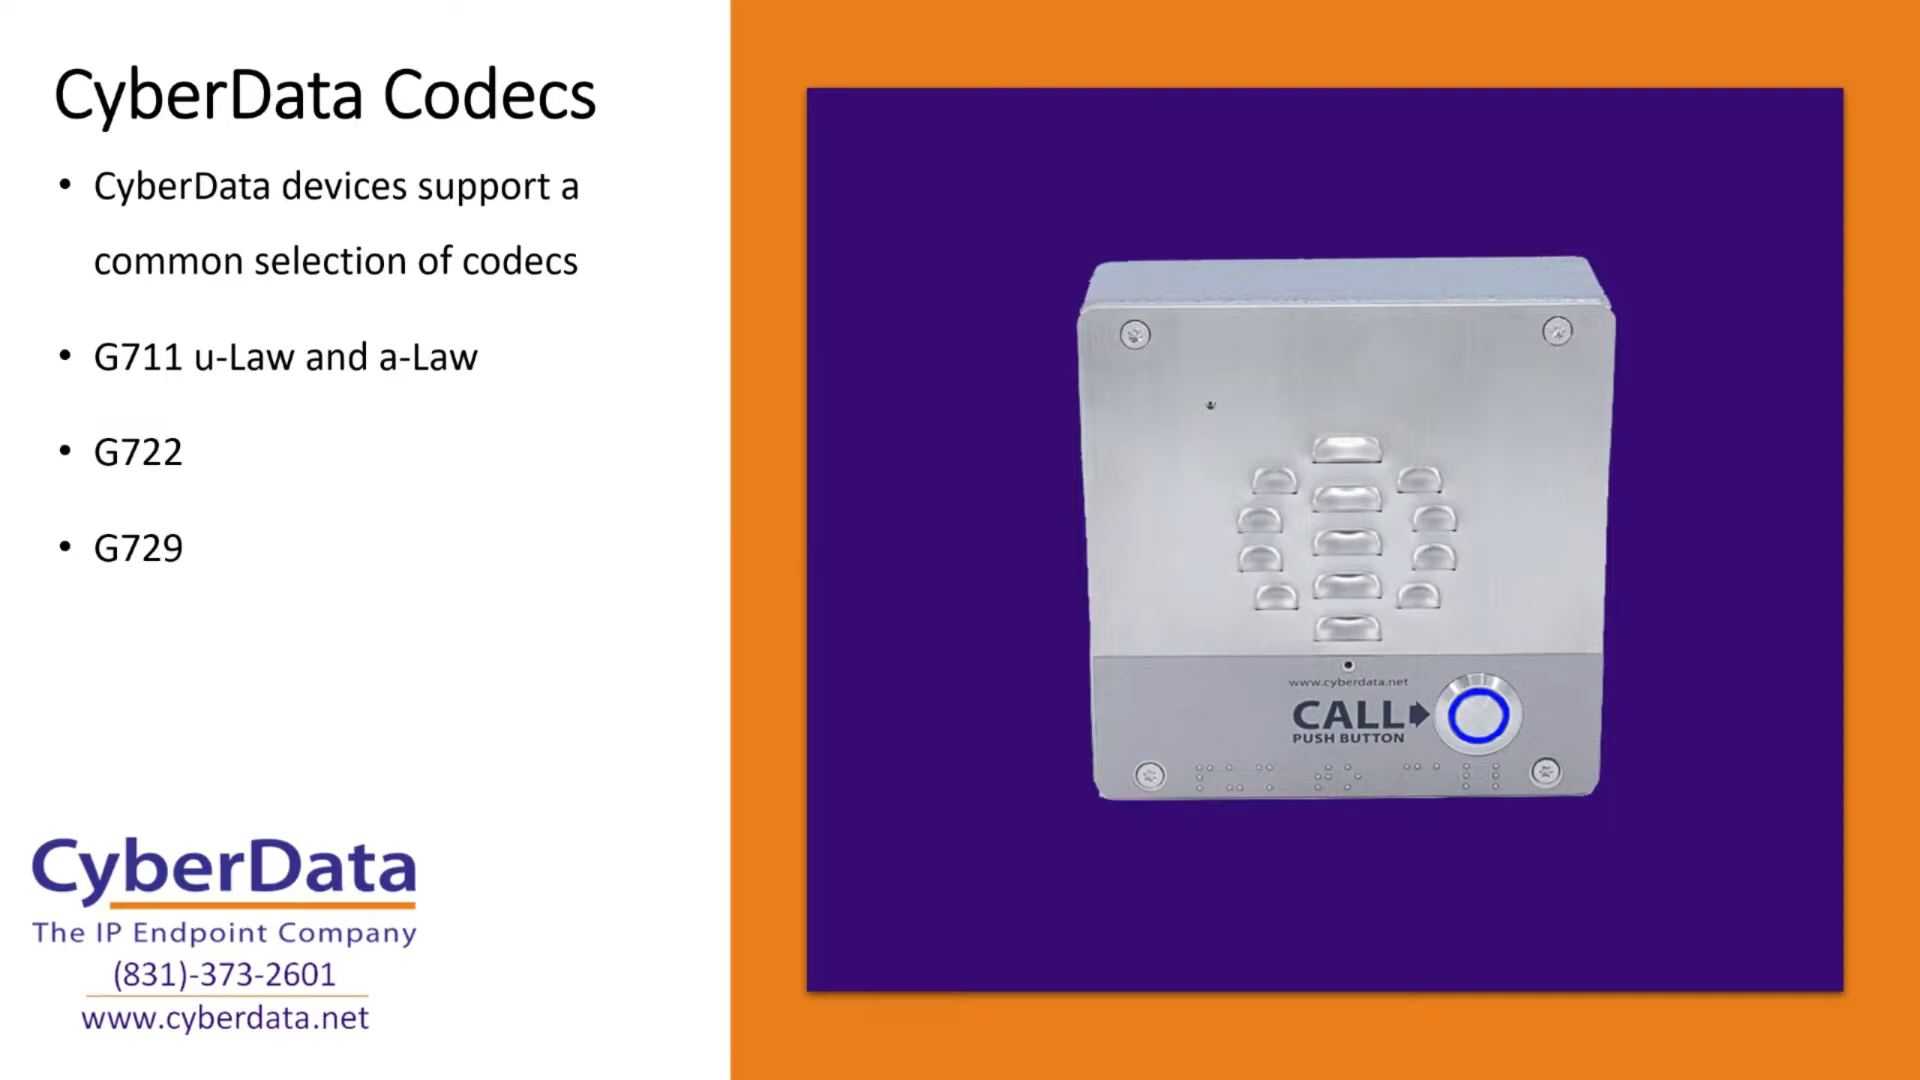 CyberData Codecs
• CyberData devices support a
common selection of codecs
• G711 u-Law and a-Law
• G722
• G729
CyberData
The IP Endpoint Company
(831)-373-2601
www.cyberdata.net
www.cyberdata.net
CALL
PUSH BUTTON